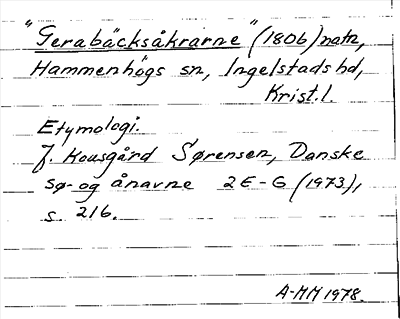 "Gerabäcksåkrarne" (1806) natn,
Hammenhögs sn, Ingelstads hd,
Krist. l.
Etymologi.
J. Kousgård Sørensen, Danske
sø- og ånavne 2 E-G (1973),
s. 216.
A-MM 1978.